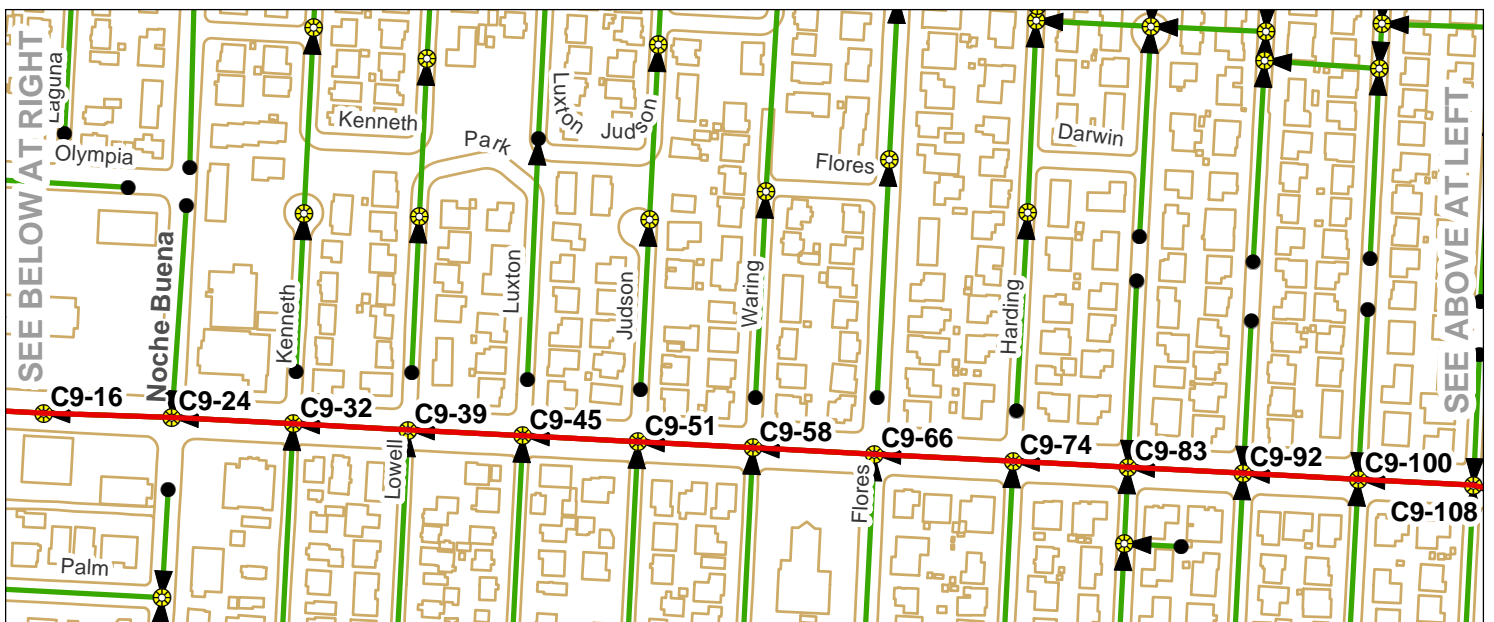 SEE BELOW AT RIGHT
Laguna
Olympia
Noche Buena
Kenneth
Kenneth
Park
Luxton
Judson
Luxton
Judson
Waring
Flores
Harding
Darwin
SEE ABOVE AT LEFT
C9-16
C9-24
C9-32
C9-39
C9-45
C9-51
C9-58
C9-66
C9-74
C9-83
C9-92
C9-100
C9-108
Lowell
Flores
Palm